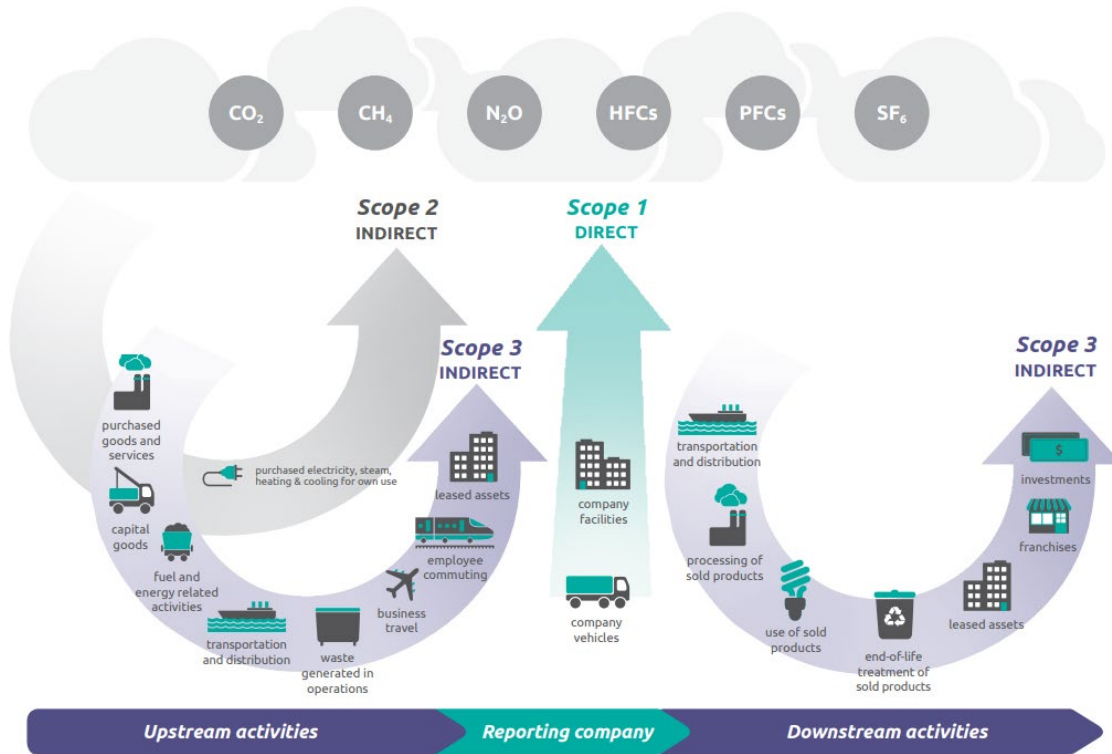 CO₂
CH₄
N₂O
HFCs
PFCs
SF₆
Scope 2
INDIRECT
Scope 1
DIRECT
Scope 3
INDIRECT
Scope 3
INDIRECT
purchased
goods and
services
capital
goods
fuel and
energy related
activities
transportation
and distribution
waste
generated in
operations
business
travel
employee
commuting
leased assets
purchased electricity, steam,
heating & cooling for own use
company
facilities
company
vehicles
transportation
and distribution
processing of
sold products
use of sold
products
end-of-life
treatment of
sold products
leased assets
franchises
$
investments
Upstream activities
Reporting company
Downstream activities